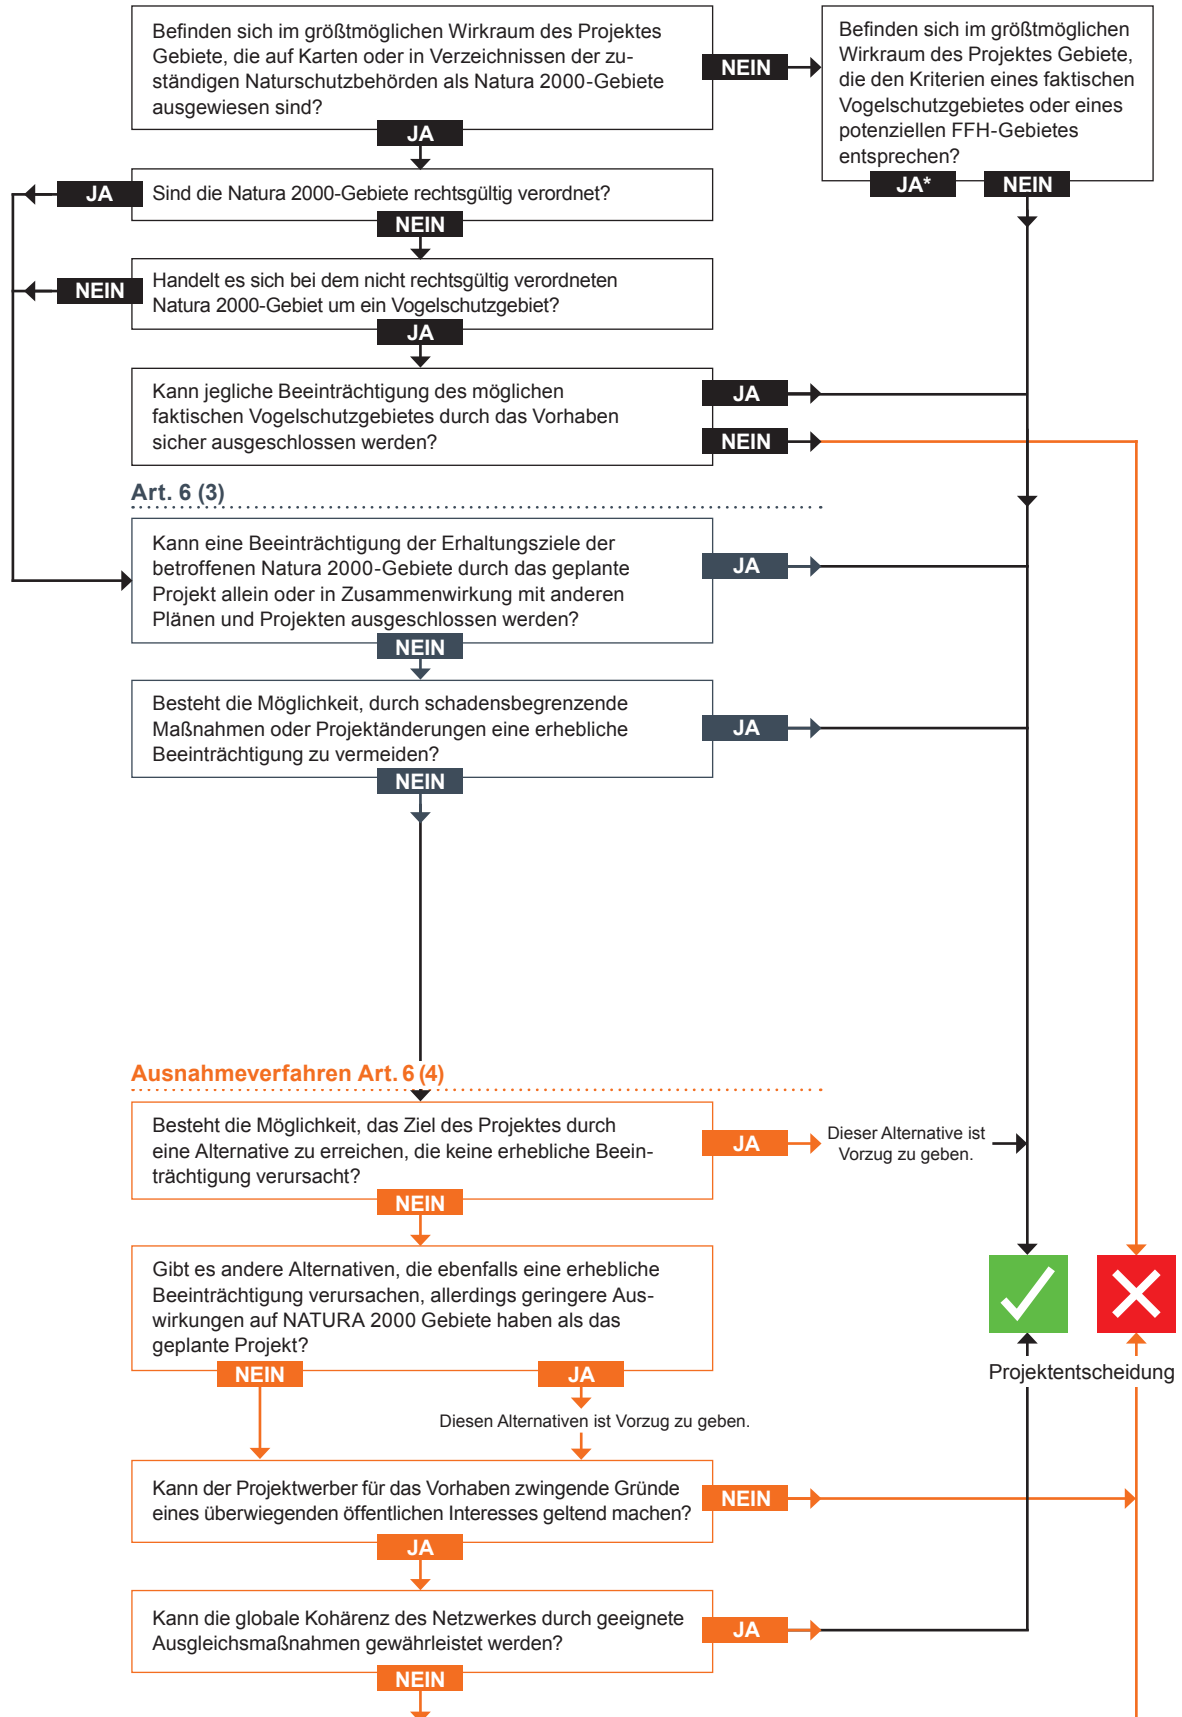 Befinden sich im größtmöglichen Wirkraum des Projektes
Gebiete, die auf Karten oder in Verzeichnissen der zu-
ständigen Naturschutzbehörden als Natura 2000-Gebiete
ausgewiesen sind?
NEIN
JA
Befinden sich im größtmöglichen
Wirkraum des Projektes Gebiete,
die den Kriterien eines faktischen
Vogelschutzgebietes oder eines
potenziellen FFH-Gebietes
entsprechen?
JA*
NEIN
JA
Sind die Natura 2000-Gebiete rechtsgültig verordnet?
NEIN
NEIN
Handelt es sich bei dem nicht rechtsgültig verordneten
Natura 2000-Gebiet um ein Vogelschutzgebiet?
JA
Kann jegliche Beeinträchtigung des möglichen
faktischen Vogelschutzgebietes durch das Vorhaben
sicher ausgeschlossen werden?
JA
NEIN
Art. 6 (3)
Kann eine Beeinträchtigung der Erhaltungsziele der
betroffenen Natura 2000-Gebiete durch das geplante
Projekt allein oder in Zusammenwirkung mit anderen
Plänen und Projekten ausgeschlossen werden?
JA
NEIN
Besteht die Möglichkeit, durch schadensbegrenzende
Maßnahmen oder Projektänderungen eine erhebliche
Beeinträchtigung zu vermeiden?
JA
NEIN
Ausnahmeverfahren Art. 6 (4)
Besteht die Möglichkeit, das Ziel des Projektes durch
eine Alternative zu erreichen, die keine erhebliche Beein-
trächtigung verursacht?
JA
Dieser Alternative ist
Vorzug zu geben.
NEIN
Gibt es andere Alternativen, die ebenfalls eine erhebliche
Beeinträchtigung verursachen, allerdings geringere Aus-
wirkungen auf NATURA 2000 Gebiete haben als das
geplante Projekt?
NEIN
JA
Projektentscheidung
Diesen Alternativen ist Vorzug zu geben.
Kann der Projektwerber für das Vorhaben zwingende Gründe
eines überwiegenden öffentlichen Interesses geltend machen?
NEIN
JA
Kann die globale Kohärenz des Netzwerkes durch geeignete
Ausgleichsmaßnahmen gewährleistet werden?
JA
NEIN